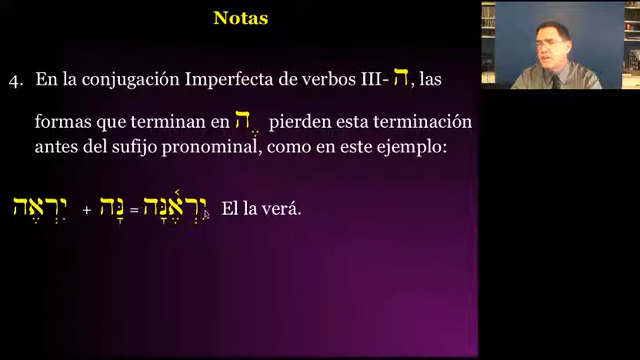 Notas
4. En la conjugación Imperfecta de verbos III- ה, las
formas que terminan en ֶה pierden esta terminación
antes del sufijo pronominal, como en este ejemplo:
יִרְאֶה + נָּה = יִרְאֶ֫נָּה El la verá.